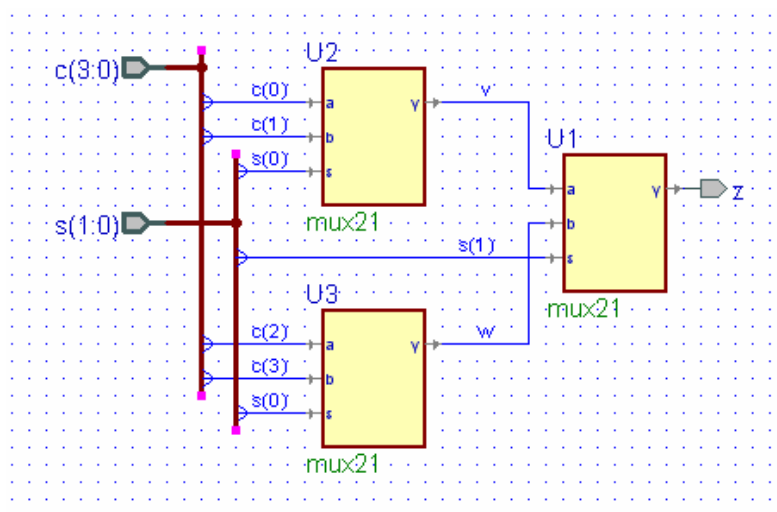 U2
c(3:0)
c(0)
a
y
v
c(1)
b
U1
s(0)
s
a
y
z
mux21
s(1:0)
b
s(1)
s
U3
mux21
c(2)
a
y
w
c(3)
b
s(0)
s
mux21